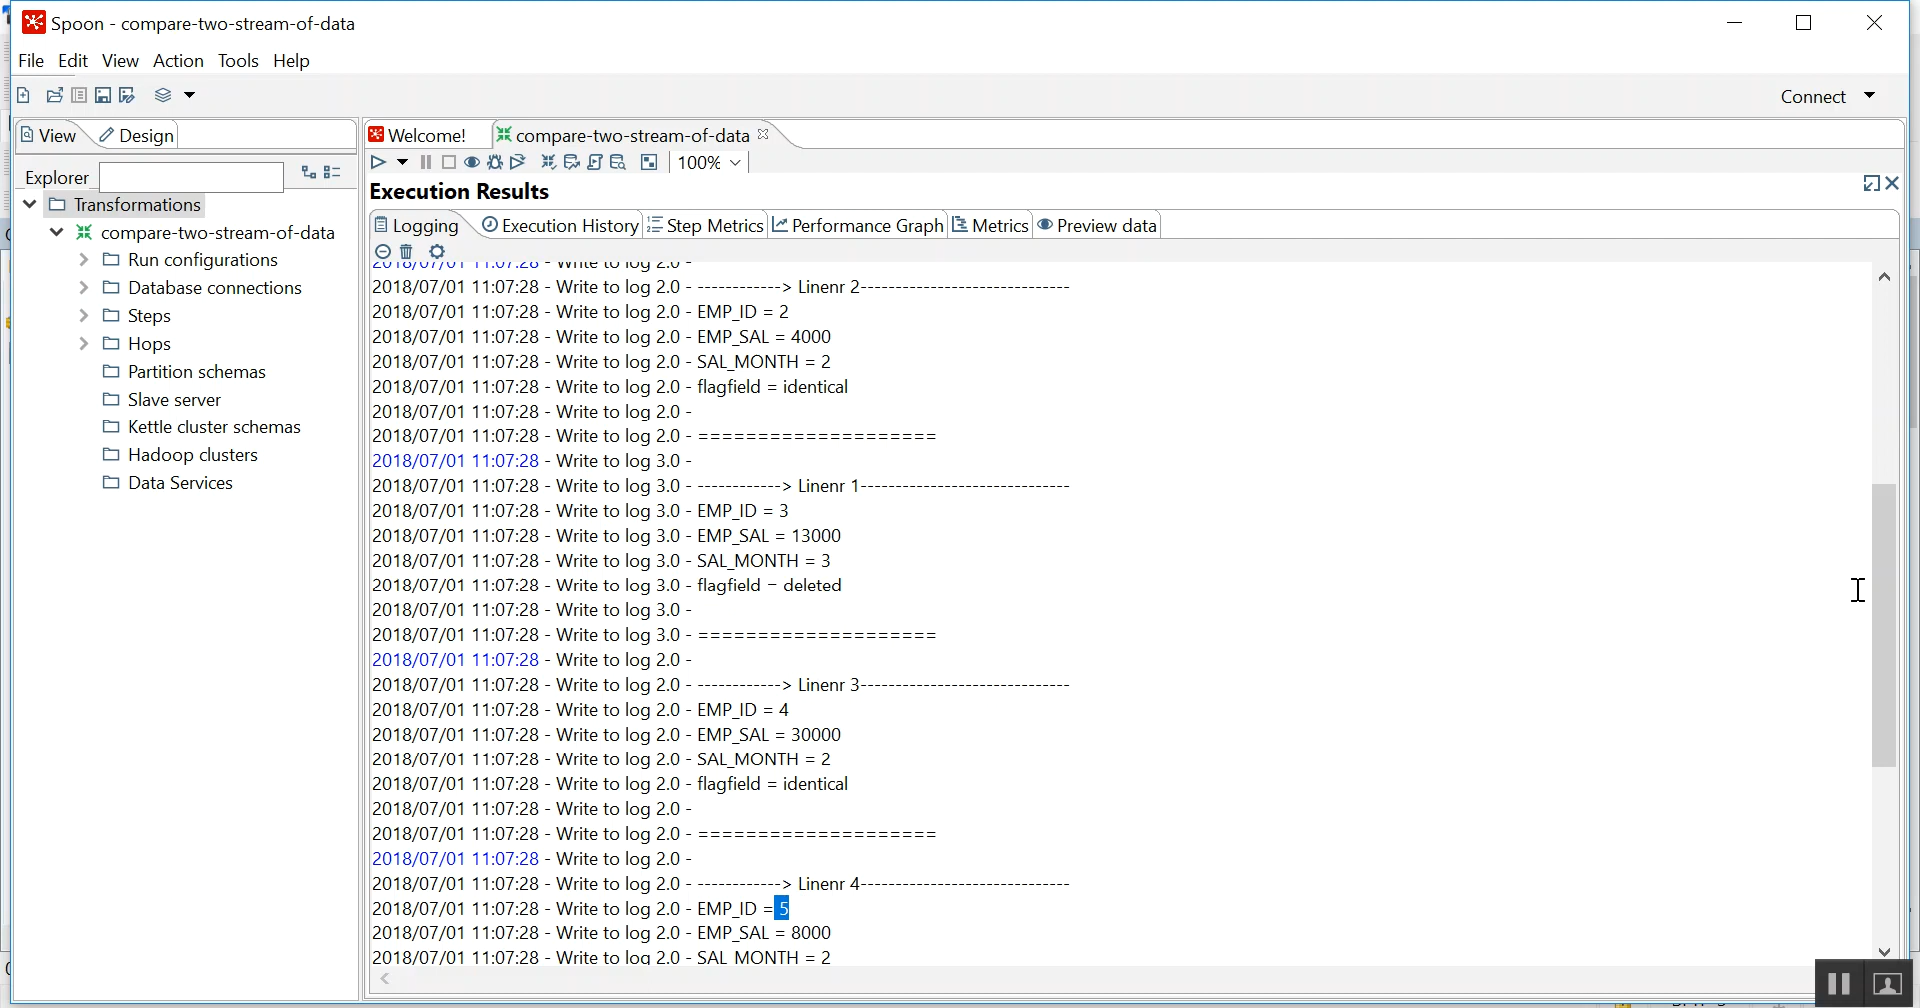 Spoon - compare-two-stream-of-data
File Edit View Action Tools Help
Connect
View Design
Welcome! compare-two-stream-of-data
100%
Explorer
Execution Results
Transformations
compare-two-stream-of-data
Run configurations
Database connections
Steps
Hops
Partition schemas
Slave server
Kettle cluster schemas
Hadoop clusters
Data Services
Logging Execution History Step Metrics Performance Graph Metrics Preview data
2018/07/01 11:07:28 - Write to log 2.0 -
2018/07/01 11:07:28 - Write to log 2.0 - ------------> Linenr 2------------------------------
2018/07/01 11:07:28 - Write to log 2.0 - EMP_ID = 2
2018/07/01 11:07:28 - Write to log 2.0 - EMP_SAL = 4000
2018/07/01 11:07:28 - Write to log 2.0 - SAL_MONTH = 2
2018/07/01 11:07:28 - Write to log 2.0 - flagfield = identical
2018/07/01 11:07:28 - Write to log 2.0 -
2018/07/01 11:07:28 - Write to log 2.0 - ====================
2018/07/01 11:07:28 - Write to log 3.0 -
2018/07/01 11:07:28 - Write to log 3.0 - ------------> Linenr 1------------------------------
2018/07/01 11:07:28 - Write to log 3.0 - EMP_ID = 3
2018/07/01 11:07:28 - Write to log 3.0 - EMP_SAL = 13000
2018/07/01 11:07:28 - Write to log 3.0 - SAL_MONTH = 3
2018/07/01 11:07:28 - Write to log 3.0 - flagfield = deleted
2018/07/01 11:07:28 - Write to log 3.0 -
2018/07/01 11:07:28 - Write to log 3.0 - ====================
2018/07/01 11:07:28 - Write to log 2.0 -
2018/07/01 11:07:28 - Write to log 2.0 - ------------> Linenr 3------------------------------
2018/07/01 11:07:28 - Write to log 2.0 - EMP_ID = 4
2018/07/01 11:07:28 - Write to log 2.0 - EMP_SAL = 30000
2018/07/01 11:07:28 - Write to log 2.0 - SAL_MONTH = 2
2018/07/01 11:07:28 - Write to log 2.0 - flagfield = identical
2018/07/01 11:07:28 - Write to log 2.0 -
2018/07/01 11:07:28 - Write to log 2.0 - ====================
2018/07/01 11:07:28 - Write to log 2.0 -
2018/07/01 11:07:28 - Write to log 2.0 - ------------> Linenr 4------------------------------
2018/07/01 11:07:28 - Write to log 2.0 - EMP_ID = 5
2018/07/01 11:07:28 - Write to log 2.0 - EMP_SAL = 8000
2018/07/01 11:07:28 - Write to log 2.0 - SAL_MONTH = 2